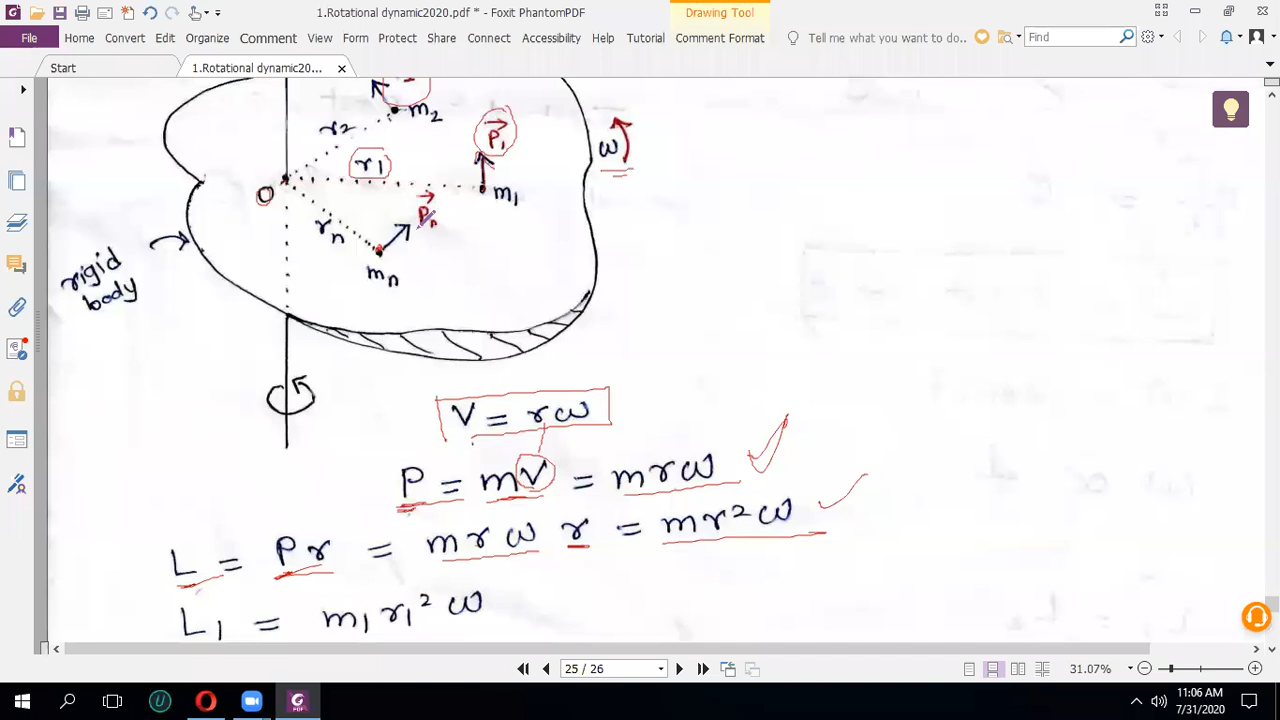 1.Rotational dynamic2020.pdf * - Foxit PhantomPDF
Drawing Tool
File Home Convert Edit Organize Comment View Form Protect Share Connect Accessibility Help Tutorial Comment Format Tell me what you want to do.. Find
Start 1.Rotational dynamic20...
m2
r2
P1
ω
r1
O
m1
Pn
rn
mn
rigid
body
V = rω
P = mV = mrω
L = Pr = mrω r = mr²ω
L1 = m1r1² ω
25 / 26
31.07%
11:06 AM
7/31/2020